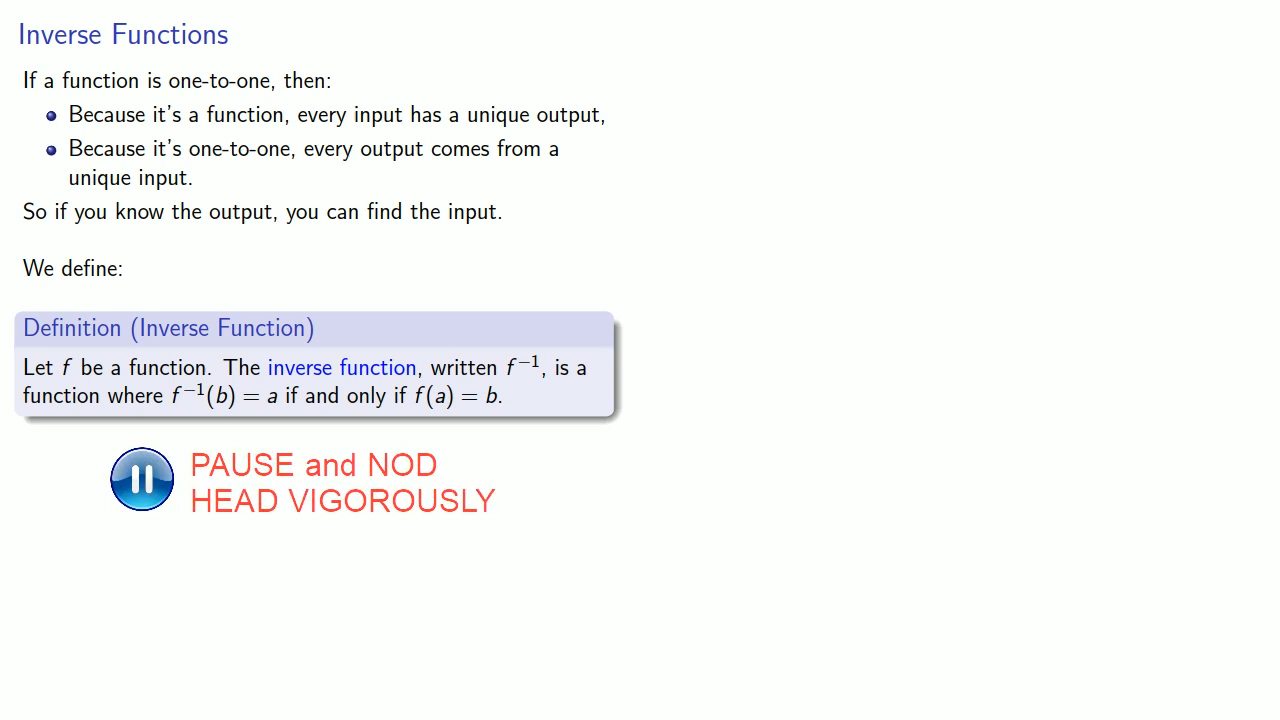 Inverse Functions
If a function is one-to-one, then:
Because it's a function, every input has a unique output,
Because it's one-to-one, every output comes from a
unique input.
So if you know the output, you can find the input.
We define:
Definition (Inverse Function)
Let f be a function. The inverse function, written f⁻¹, is a
function where f⁻¹(b) = a if and only if f(a) = b.
PAUSE and NOD
HEAD VIGOROUSLY